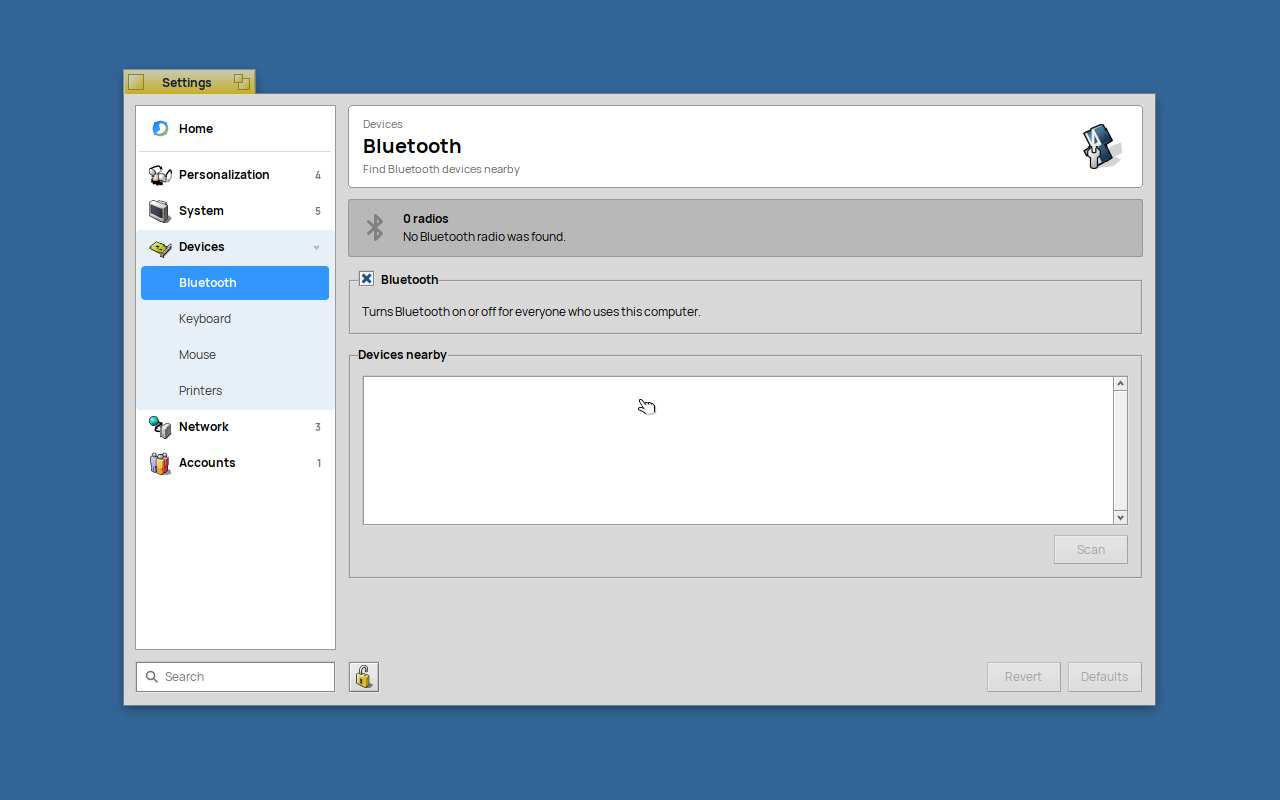 Settings
Home
Personalization 4
System 5
Devices
Bluetooth
Keyboard
Mouse
Printers
Network 3
Accounts 1
Search
Devices
Bluetooth
Find Bluetooth devices nearby
0 radios
No Bluetooth radio was found.
Bluetooth
Turns Bluetooth on or off for everyone who uses this computer.
Devices nearby
Scan
Revert Defaults